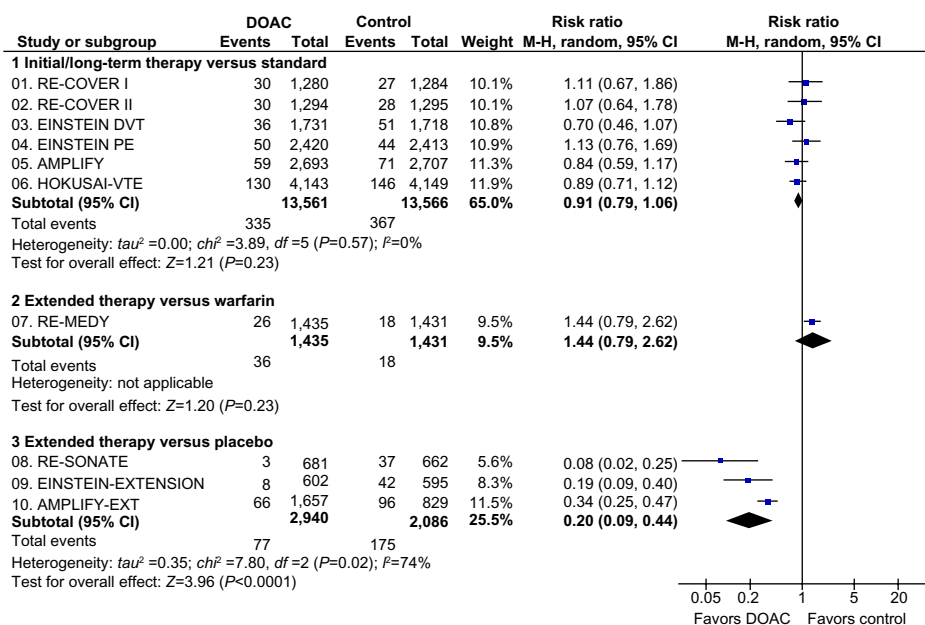 DOAC Control Risk ratio Risk ratio
Study or subgroup Events Total Events Total Weight M-H, random, 95% CI M-H, random, 95% CI
1 Initial/long-term therapy versus standard
01. RE-COVER I 30 1,280 27 1,284 10.1% 1.11 (0.67, 1.86)
02. RE-COVER II 30 1,294 28 1,295 10.1% 1.07 (0.64, 1.78)
03. EINSTEIN DVT 36 1,731 51 1,718 10.8% 0.70 (0.46, 1.07)
04. EINSTEIN PE 50 2,420 44 2,413 10.9% 1.13 (0.76, 1.69)
05. AMPLIFY 59 2,693 71 2,707 11.3% 0.84 (0.59, 1.17)
06. HOKUSAI-VTE 130 4,143 146 4,149 11.9% 0.89 (0.71, 1.12)
Subtotal (95% CI) 13,561 13,566 65.0% 0.91 (0.79, 1.06)
Total events 335 367
Heterogeneity: tau² =0.00; chi² =3.89, df =5 (P=0.57); I²=0%
Test for overall effect: Z=1.21 (P=0.23)
2 Extended therapy versus warfarin
07. RE-MEDY 26 1,435 18 1,431 9.5% 1.44 (0.79, 2.62)
Subtotal (95% CI) 1,435 1,431 9.5% 1.44 (0.79, 2.62)
Total events 36 18
Heterogeneity: not applicable
Test for overall effect: Z=1.20 (P=0.23)
3 Extended therapy versus placebo
08. RE-SONATE 3 681 37 662 5.6% 0.08 (0.02, 0.25)
09. EINSTEIN-EXTENSION 8 602 42 595 8.3% 0.19 (0.09, 0.40)
10. AMPLIFY-EXT 66 1,657 96 829 11.5% 0.34 (0.25, 0.47)
Subtotal (95% CI) 2,940 2,086 25.5% 0.20 (0.09, 0.44)
Total events 77 175
Heterogeneity: tau² =0.35; chi² =7.80, df =2 (P=0.02); I²=74%
Test for overall effect: Z=3.96 (P<0.0001)
0.05 0.2 1 5 20
Favors DOAC Favors control